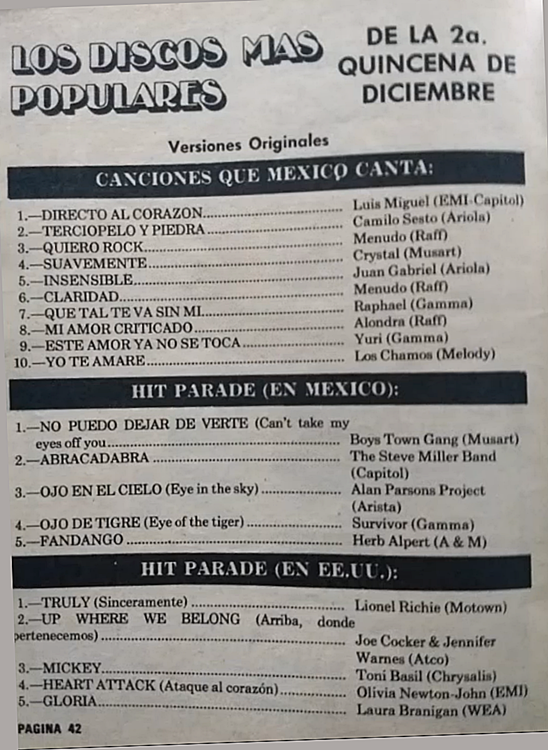 LOS DISCOS MAS
POPULARES
DE LA 2a.
QUINCENA DE
DICIEMBRE
Versiones Originales
CANCIONES QUE MEXICO CANTA:
1.—DIRECTO AL CORAZON.......... Luis Miguel (EMI-Capitol)
2.—TERCIOPELO Y PIEDRA.......... Camilo Sesto (Ariola)
3.—QUIERO ROCK.......... Menudo (Raff)
4.—SUAVEMENTE.......... Crystal (Musart)
5.—INSENSIBLE.......... Juan Gabriel (Ariola)
6.—CLARIDAD.......... Menudo (Raff)
7.—QUE TAL TE VA SIN MI.......... Raphael (Gamma)
8.—MI AMOR CRITICADO.......... Alondra (Raff)
9.—ESTE AMOR YA NO SE TOCA.......... Yuri (Gamma)
10.—YO TE AMARE.......... Los Chamos (Melody)
HIT PARADE (EN MEXICO):
1.—NO PUEDO DEJAR DE VERTE (Can't take my
eyes off you.......... Boys Town Gang (Musart)
2.—ABRACADABRA.......... The Steve Miller Band
(Capitol)
3.—OJO EN EL CIELO (Eye in the sky).......... Alan Parsons Project
(Arista)
4.—OJO DE TIGRE (Eye of the tiger).......... Survivor (Gamma)
5.—FANDANGO.......... Herb Alpert (A & M)
HIT PARADE (EN EE.UU.):
1.—TRULY (Sinceramente).......... Lionel Richie (Motown)
2.—UP WHERE WE BELONG (Arriba, donde
pertenecemos).......... Joe Cocker & Jennifer
Warnes (Atco)
3.—MICKEY.......... Toni Basil (Chrysalis)
4.—HEART ATTACK (Ataque al corazón).......... Olivia Newton-John (EMI)
5.—GLORIA.......... Laura Branigan (WEA)
PAGINA 42